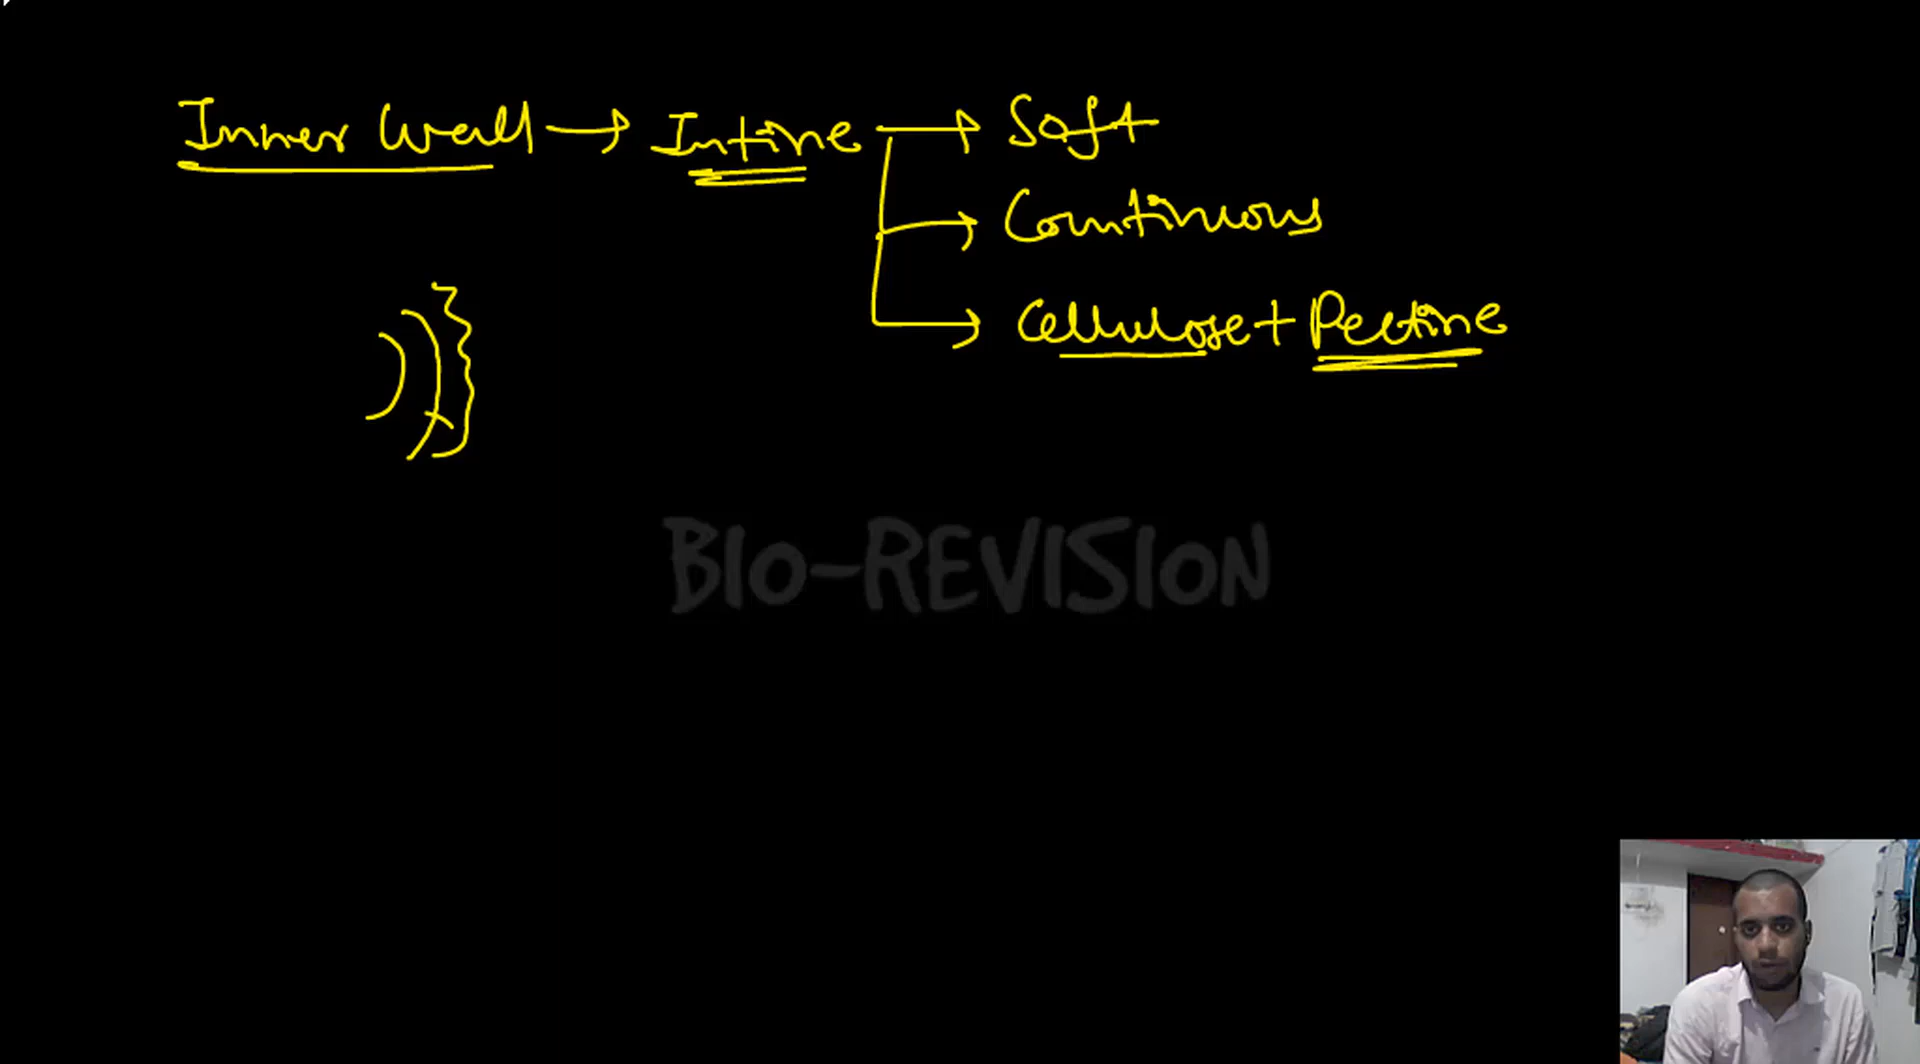 Inner Wall → Intine → Soft
→ Continuous
→ Cellulose + Pectine
BIO-REVISION